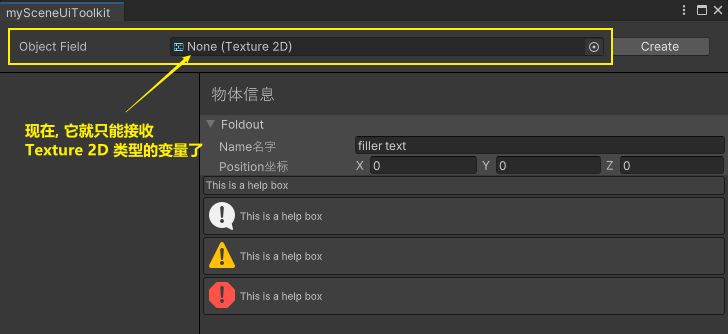 mySceneUiToolkit
Object Field
None (Texture 2D)
Create
现在, 它就只能接收
Texture 2D 类型的变量了
物体信息
Foldout
Name名字
filler text
Position坐标
X 0 Y 0 Z 0
This is a help box
This is a help box
This is a help box
This is a help box